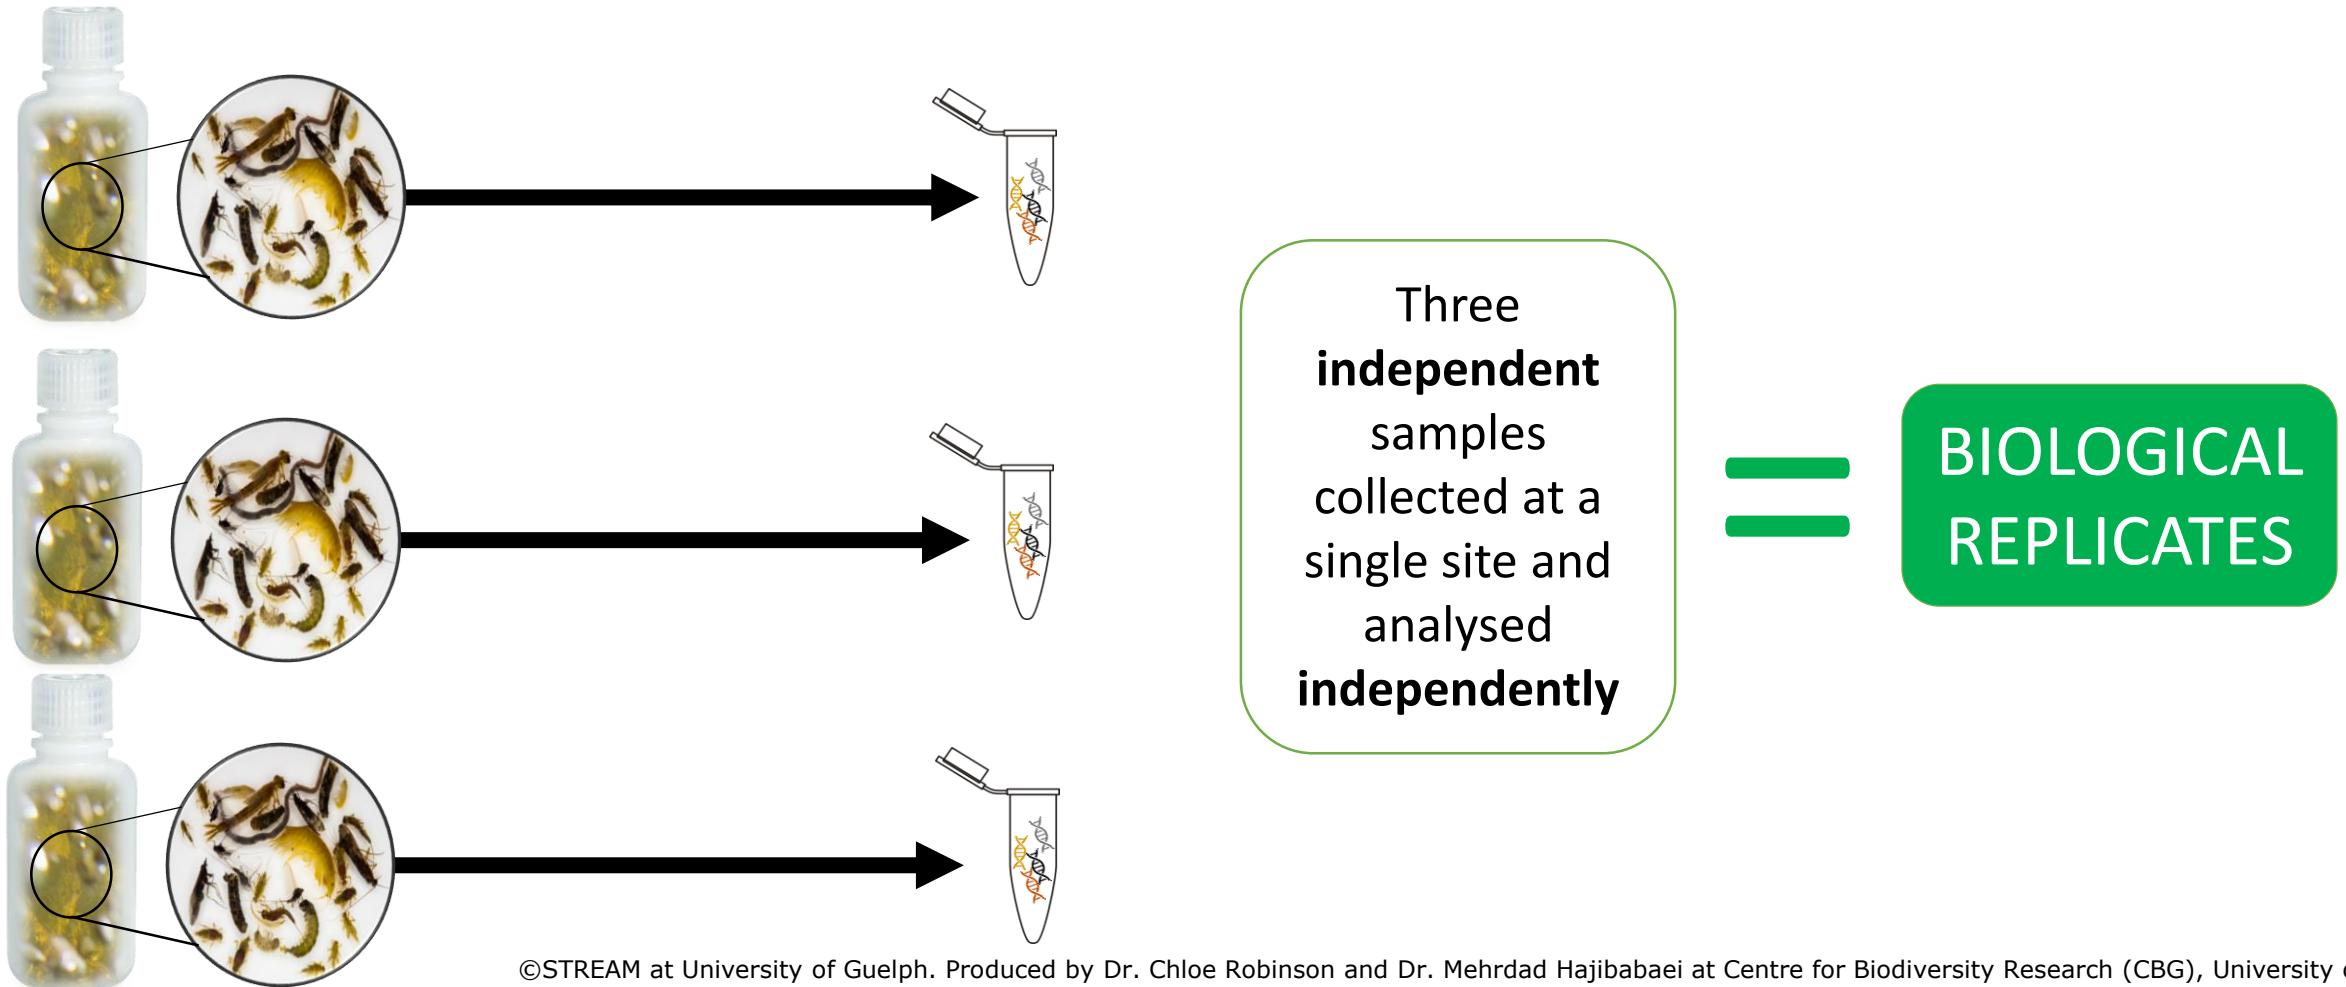 Three
independent
samples
collected at a
single site and
analysed
independently
BIOLOGICAL
REPLICATES
©STREAM at University of Guelph. Produced by Dr. Chloe Robinson and Dr. Mehrdad Hajibabaei at Centre for Biodiversity Research (CBG), University